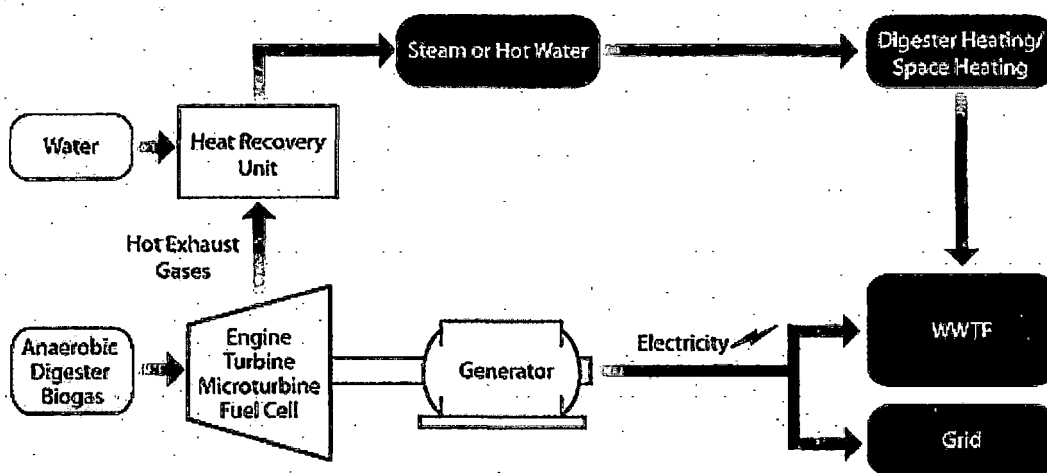 Steam or Hot Water
Digester Heating/
Space Heating
Water
Heat Recovery
Unit
Hot Exhaust
Gases
Anaerobic
Digester
Biogas
Engine
Turbine
Microturbine
Fuel Cell
Generator
Electricity
WWTF
Grid